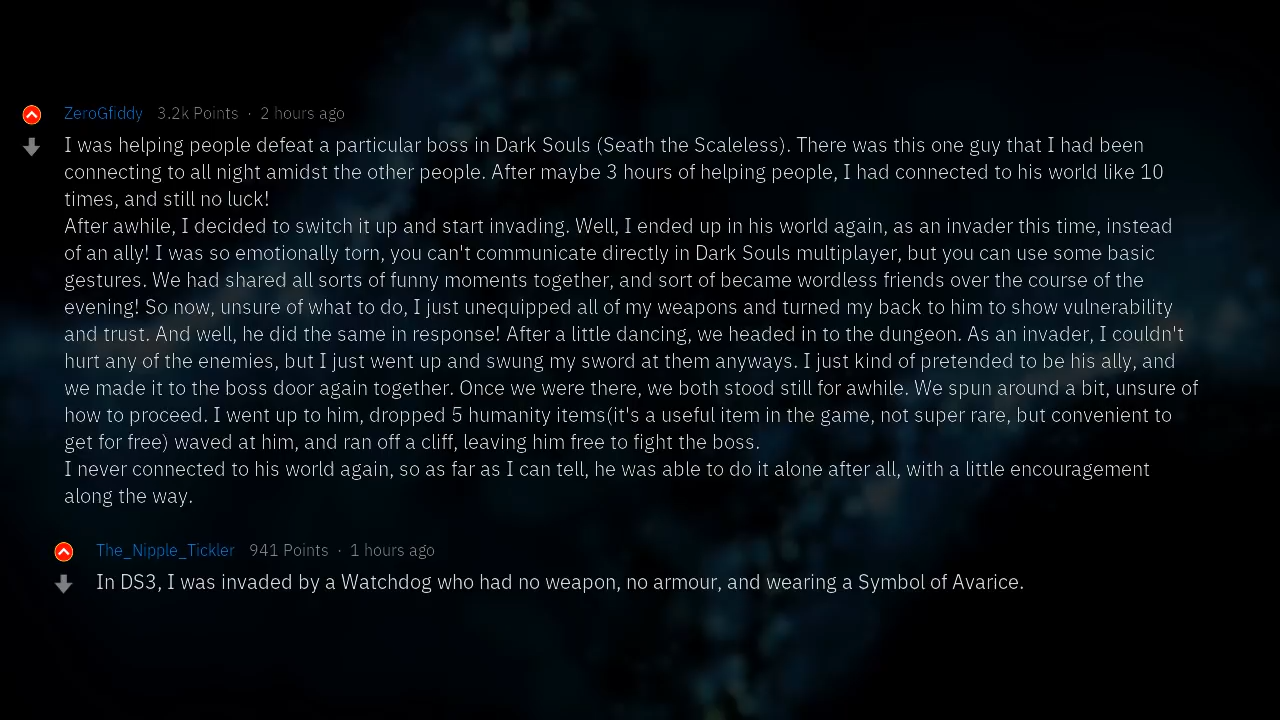 ZeroGfiddy 3.2k Points · 2 hours ago
I was helping people defeat a particular boss in Dark Souls (Seath the Scaleless). There was this one guy that I had been
connecting to all night amidst the other people. After maybe 3 hours of helping people, I had connected to his world like 10
times, and still no luck!
After awhile, I decided to switch it up and start invading. Well, I ended up in his world again, as an invader this time, instead
of an ally! I was so emotionally torn, you can't communicate directly in Dark Souls multiplayer, but you can use some basic
gestures. We had shared all sorts of funny moments together, and sort of became wordless friends over the course of the
evening! So now, unsure of what to do, I just unequipped all of my weapons and turned my back to him to show vulnerability
and trust. And well, he did the same in response! After a little dancing, we headed in to the dungeon. As an invader, I couldn't
hurt any of the enemies, but I just went up and swung my sword at them anyways. I just kind of pretended to be his ally, and
we made it to the boss door again together. Once we were there, we both stood still for awhile. We spun around a bit, unsure of
how to proceed. I went up to him, dropped 5 humanity items(it's a useful item in the game, not super rare, but convenient to
get for free) waved at him, and ran off a cliff, leaving him free to fight the boss.
I never connected to his world again, so as far as I can tell, he was able to do it alone after all, with a little encouragement
along the way.
The_Nipple_Tickler 941 Points · 1 hours ago
In DS3, I was invaded by a Watchdog who had no weapon, no armour, and wearing a Symbol of Avarice.